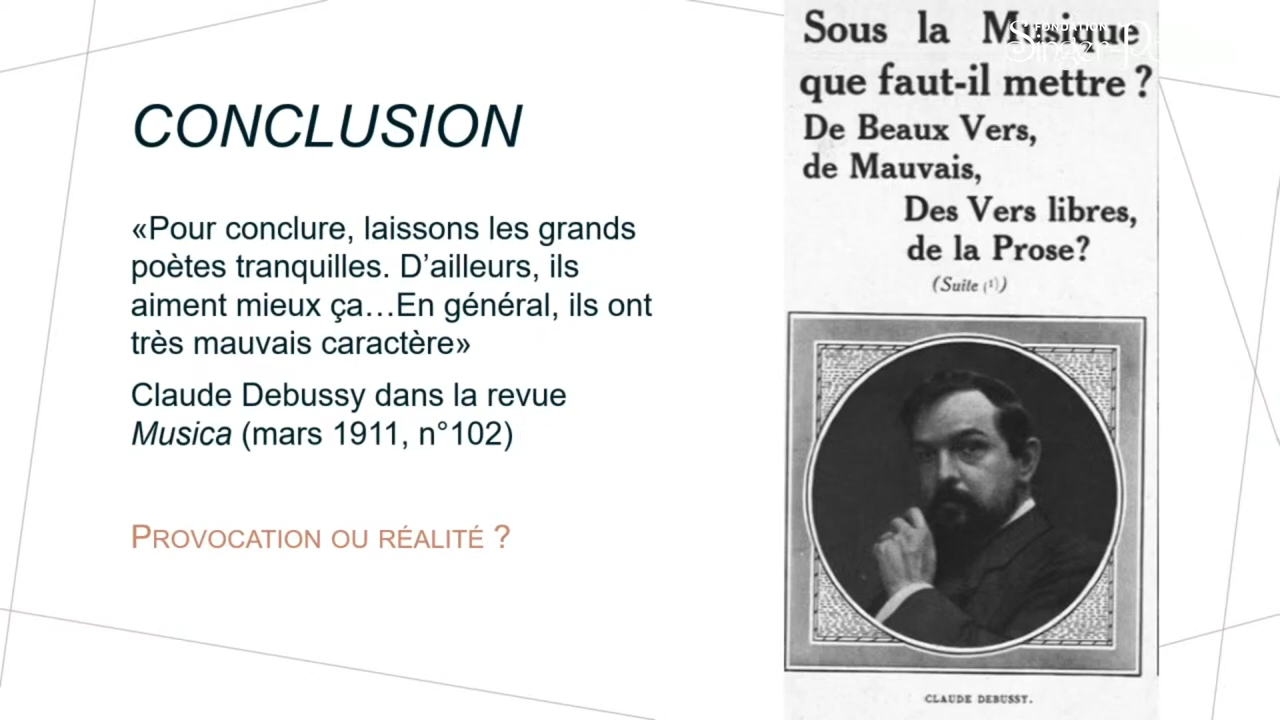 CONCLUSION
«Pour conclure, laissons les grands
poètes tranquilles. D’ailleurs, ils
aiment mieux ça…En général, ils ont
très mauvais caractère»
Claude Debussy dans la revue
Musica (mars 1911, n°102)
PROVOCATION OU RÉALITÉ ?
Sous la Musique
que faut-il mettre ?
De Beaux Vers,
de Mauvais,
Des Vers libres,
de la Prose?
(Suite (1))
CLAUDE DEBUSSY.
FONDATION